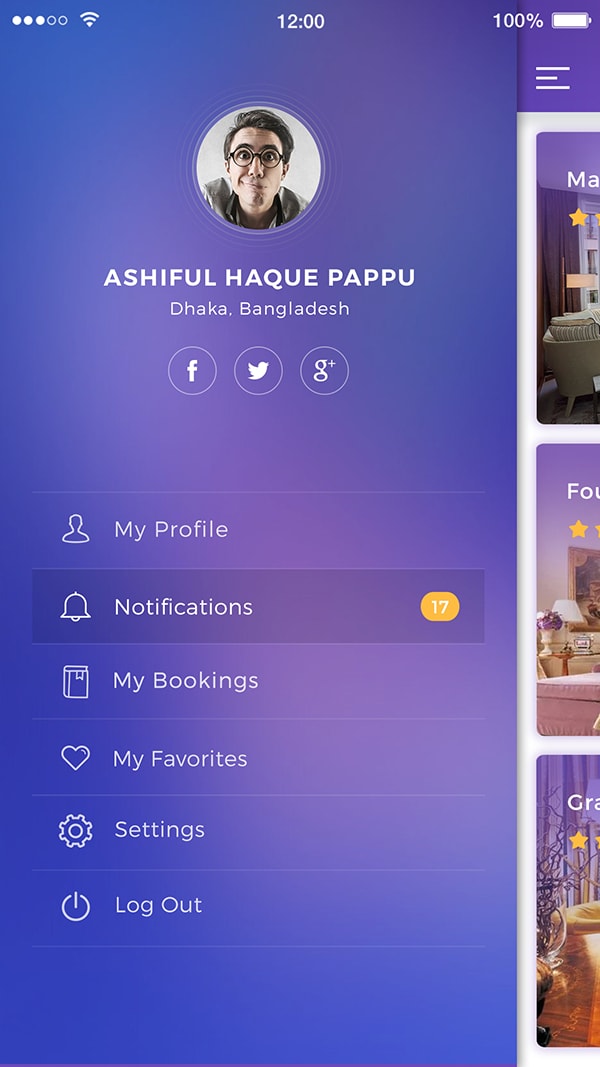 12:00
100%
ASHIFUL HAQUE PAPPU
Dhaka, Bangladesh
f
g+
My Profile
Notifications
17
My Bookings
My Favorites
Settings
Log Out
Ma
Fou
Gra